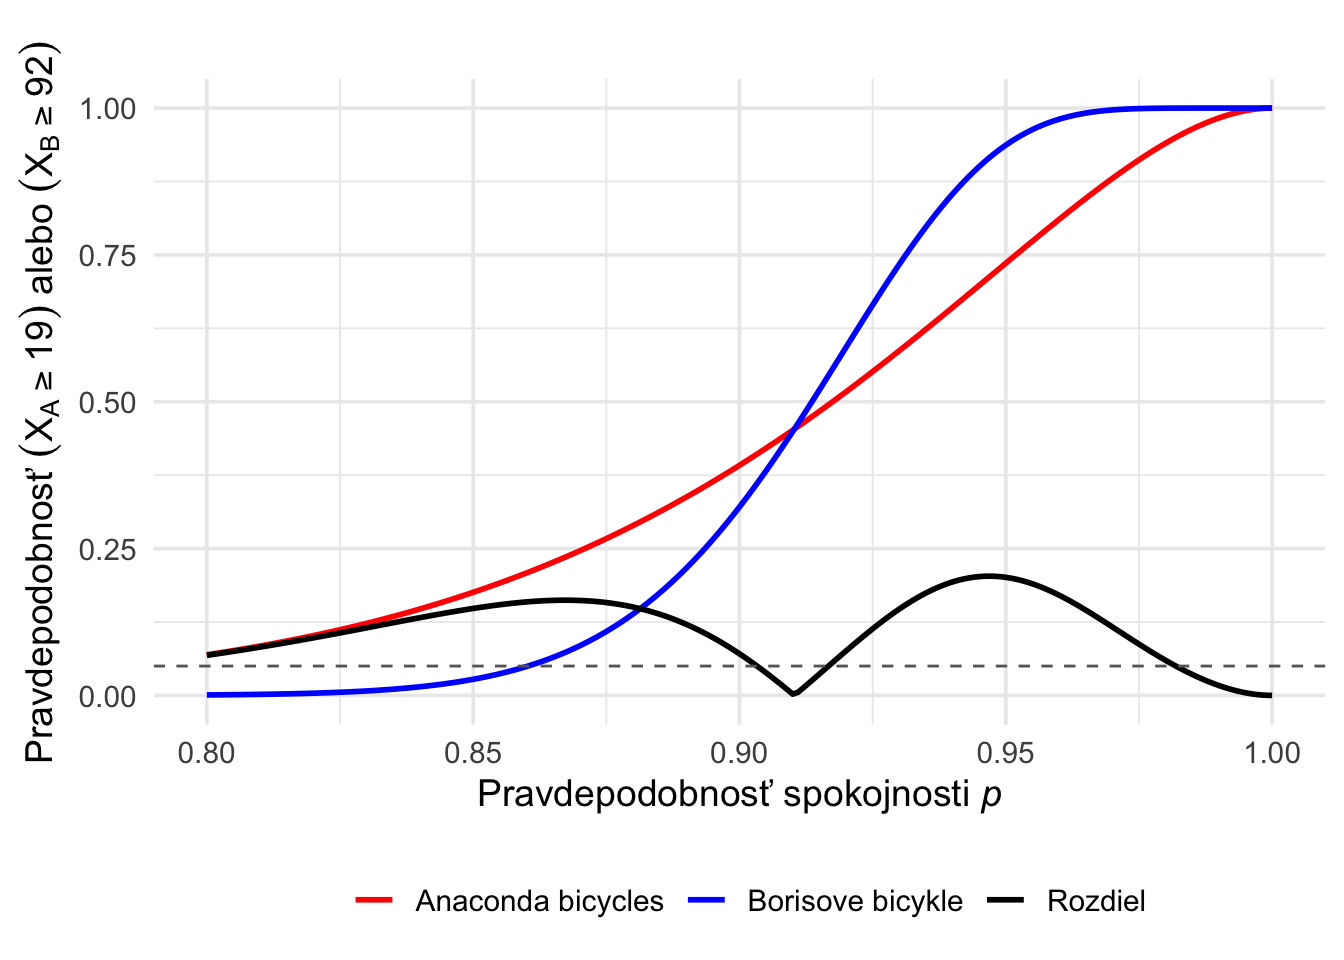 Pravdepodobnosť (X_A ≥ 19) alebo (X_B ≥ 92)
1.00
0.75
0.50
0.25
0.00
0.80 0.85 0.90 0.95 1.00
Pravdepodobnosť spokojnosti p
Anaconda bicycles Borisove bicykle Rozdiel